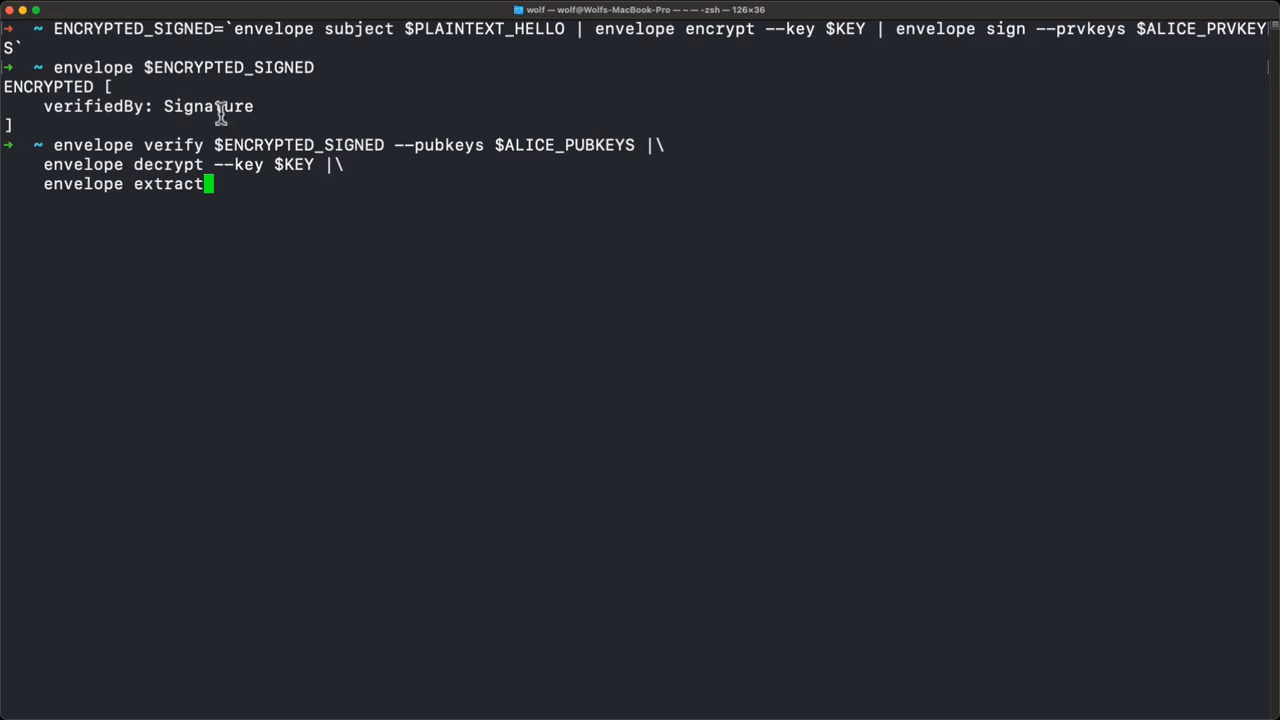 wolf — wolf@Wolfs-MacBook-Pro — ~ — -zsh — 126×36
➜ ~ ENCRYPTED_SIGNED=`envelope subject $PLAINTEXT_HELLO | envelope encrypt --key $KEY | envelope sign --prvkeys $ALICE_PRVKEY
S`
➜ ~ envelope $ENCRYPTED_SIGNED
ENCRYPTED [
    verifiedBy: Signature
]
➜ ~ envelope verify $ENCRYPTED_SIGNED --pubkeys $ALICE_PUBKEYS |\
    envelope decrypt --key $KEY |\
    envelope extract